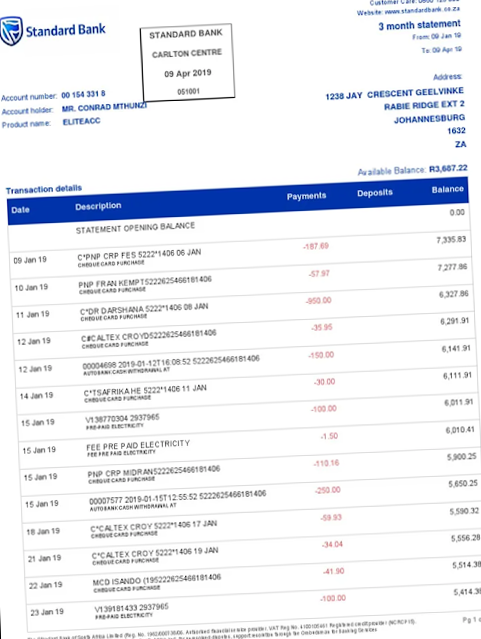 Customer Care: 0860 123 000
Website: www.standardbank.co.za
Standard Bank
STANDARD BANK
CARLTON CENTRE
09 Apr 2019
051001
3 month statement
From: 09 Jan 19
To: 09 Apr 19
Account number: 00 154 331 8
Account holder: MR. CONRAD MTHUNZI
Product name: ELITEACC
Address:
1238 JAY CRESCENT GEELVINKE
RABIE RIDGE EXT 2
JOHANNESBURG
1632
ZA
Available Balance: R3,687.22
Transaction details
Date Description Payments Deposits Balance
STATEMENT OPENING BALANCE 0.00
09 Jan 19 C*PNP CRP FES 5222*1406 06 JAN -187.69 7,335.83
CHEQUE CARD PURCHASE
10 Jan 19 PNP FRAN KEMPT5222625466181406 -57.97 7,277.86
CHEQUE CARD PURCHASE
11 Jan 19 C*DR DARSHANA 5222*1406 08 JAN -950.00 6,327.86
CHEQUE CARD PURCHASE
12 Jan 19 C#CALTEX CROYD5222625466181406 -35.95 6,291.91
CHEQUE CARD PURCHASE
12 Jan 19 00004698 2019-01-12T16:08:52 5222625466181406 -150.00 6,141.91
AUTOBANK CASH WITHDRAWAL AT
14 Jan 19 C*TSAFRIKA HE 5222*1406 11 JAN -30.00 6,111.91
CHEQUE CARD PURCHASE
15 Jan 19 V138770304 2937965 -100.00 6,011.91
PRE-PAID ELECTRICITY
15 Jan 19 FEE PRE PAID ELECTRICITY -1.50 6,010.41
FEE PRE PAID ELECTRICITY
15 Jan 19 PNP CRP MIDRAN5222625466181406 -110.16 5,900.25
CHEQUE CARD PURCHASE
15 Jan 19 00007577 2019-01-15T12:55:52 5222625466181406 -250.00 5,650.25
AUTOBANK CASH WITHDRAWAL AT
18 Jan 19 C*CALTEX CROY 5222*1406 17 JAN -59.93 5,590.32
CHEQUE CARD PURCHASE
21 Jan 19 C*CALTEX CROY 5222*1406 19 JAN -34.04 5,556.28
CHEQUE CARD PURCHASE
22 Jan 19 MCD ISANDO (195222625466181406 -41.90 5,514.38
CHEQUE CARD PURCHASE
23 Jan 19 V139181433 2937965 -100.00 5,414.38
PRE-PAID ELECTRICITY
Pg 1